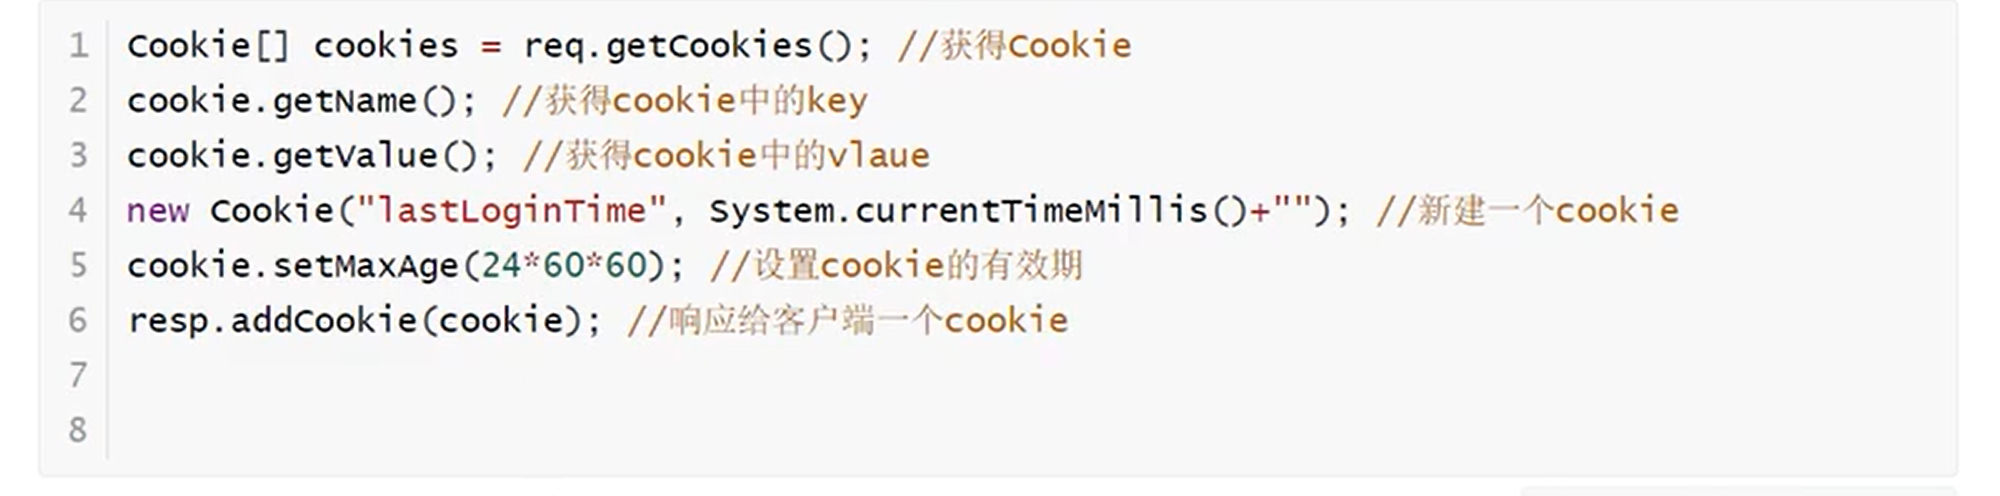 1 Cookie[] cookies = req.getCookies(); //获得Cookie
2 cookie.getName(); //获得cookie中的key
3 cookie.getValue(); //获得cookie中的vlaue
4 new Cookie("lastLoginTime", System.currentTimeMillis()+""); //新建一个cookie
5 cookie.setMaxAge(24*60*60); //设置cookie的有效期
6 resp.addCookie(cookie); //响应给客户端一个cookie
7
8